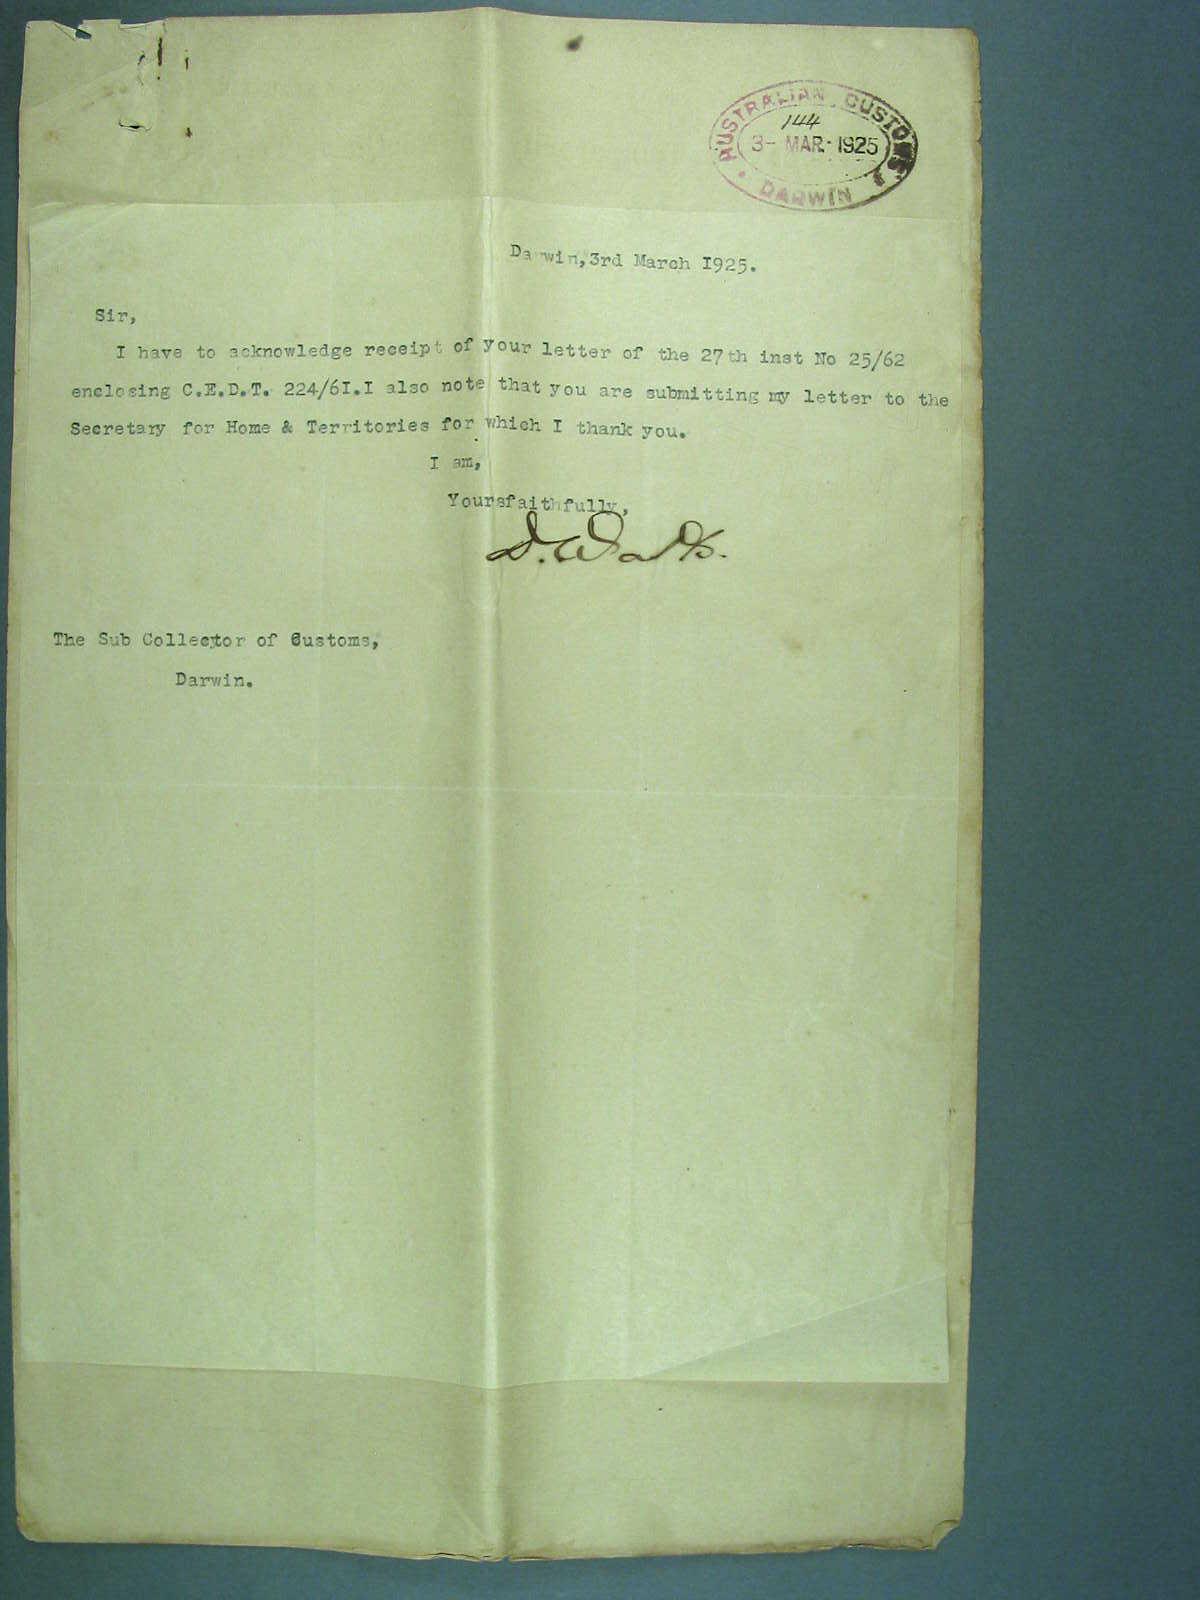 AUSTRALIAN CUSTOMS
144
3- MAR. 1925
DARWIN
Darwin,3rd March I925.
Sir,
I have to acknowledge receipt of your letter of the 27th inst No 25/62
enclosing C.E.D.T. 224/6I.I also note that you are submitting my letter to the
Secretary for Home & Territories for which I thank you.
I am,
Yoursfaithfully,
D.
The Sub Collector of Customs,
Darwin.